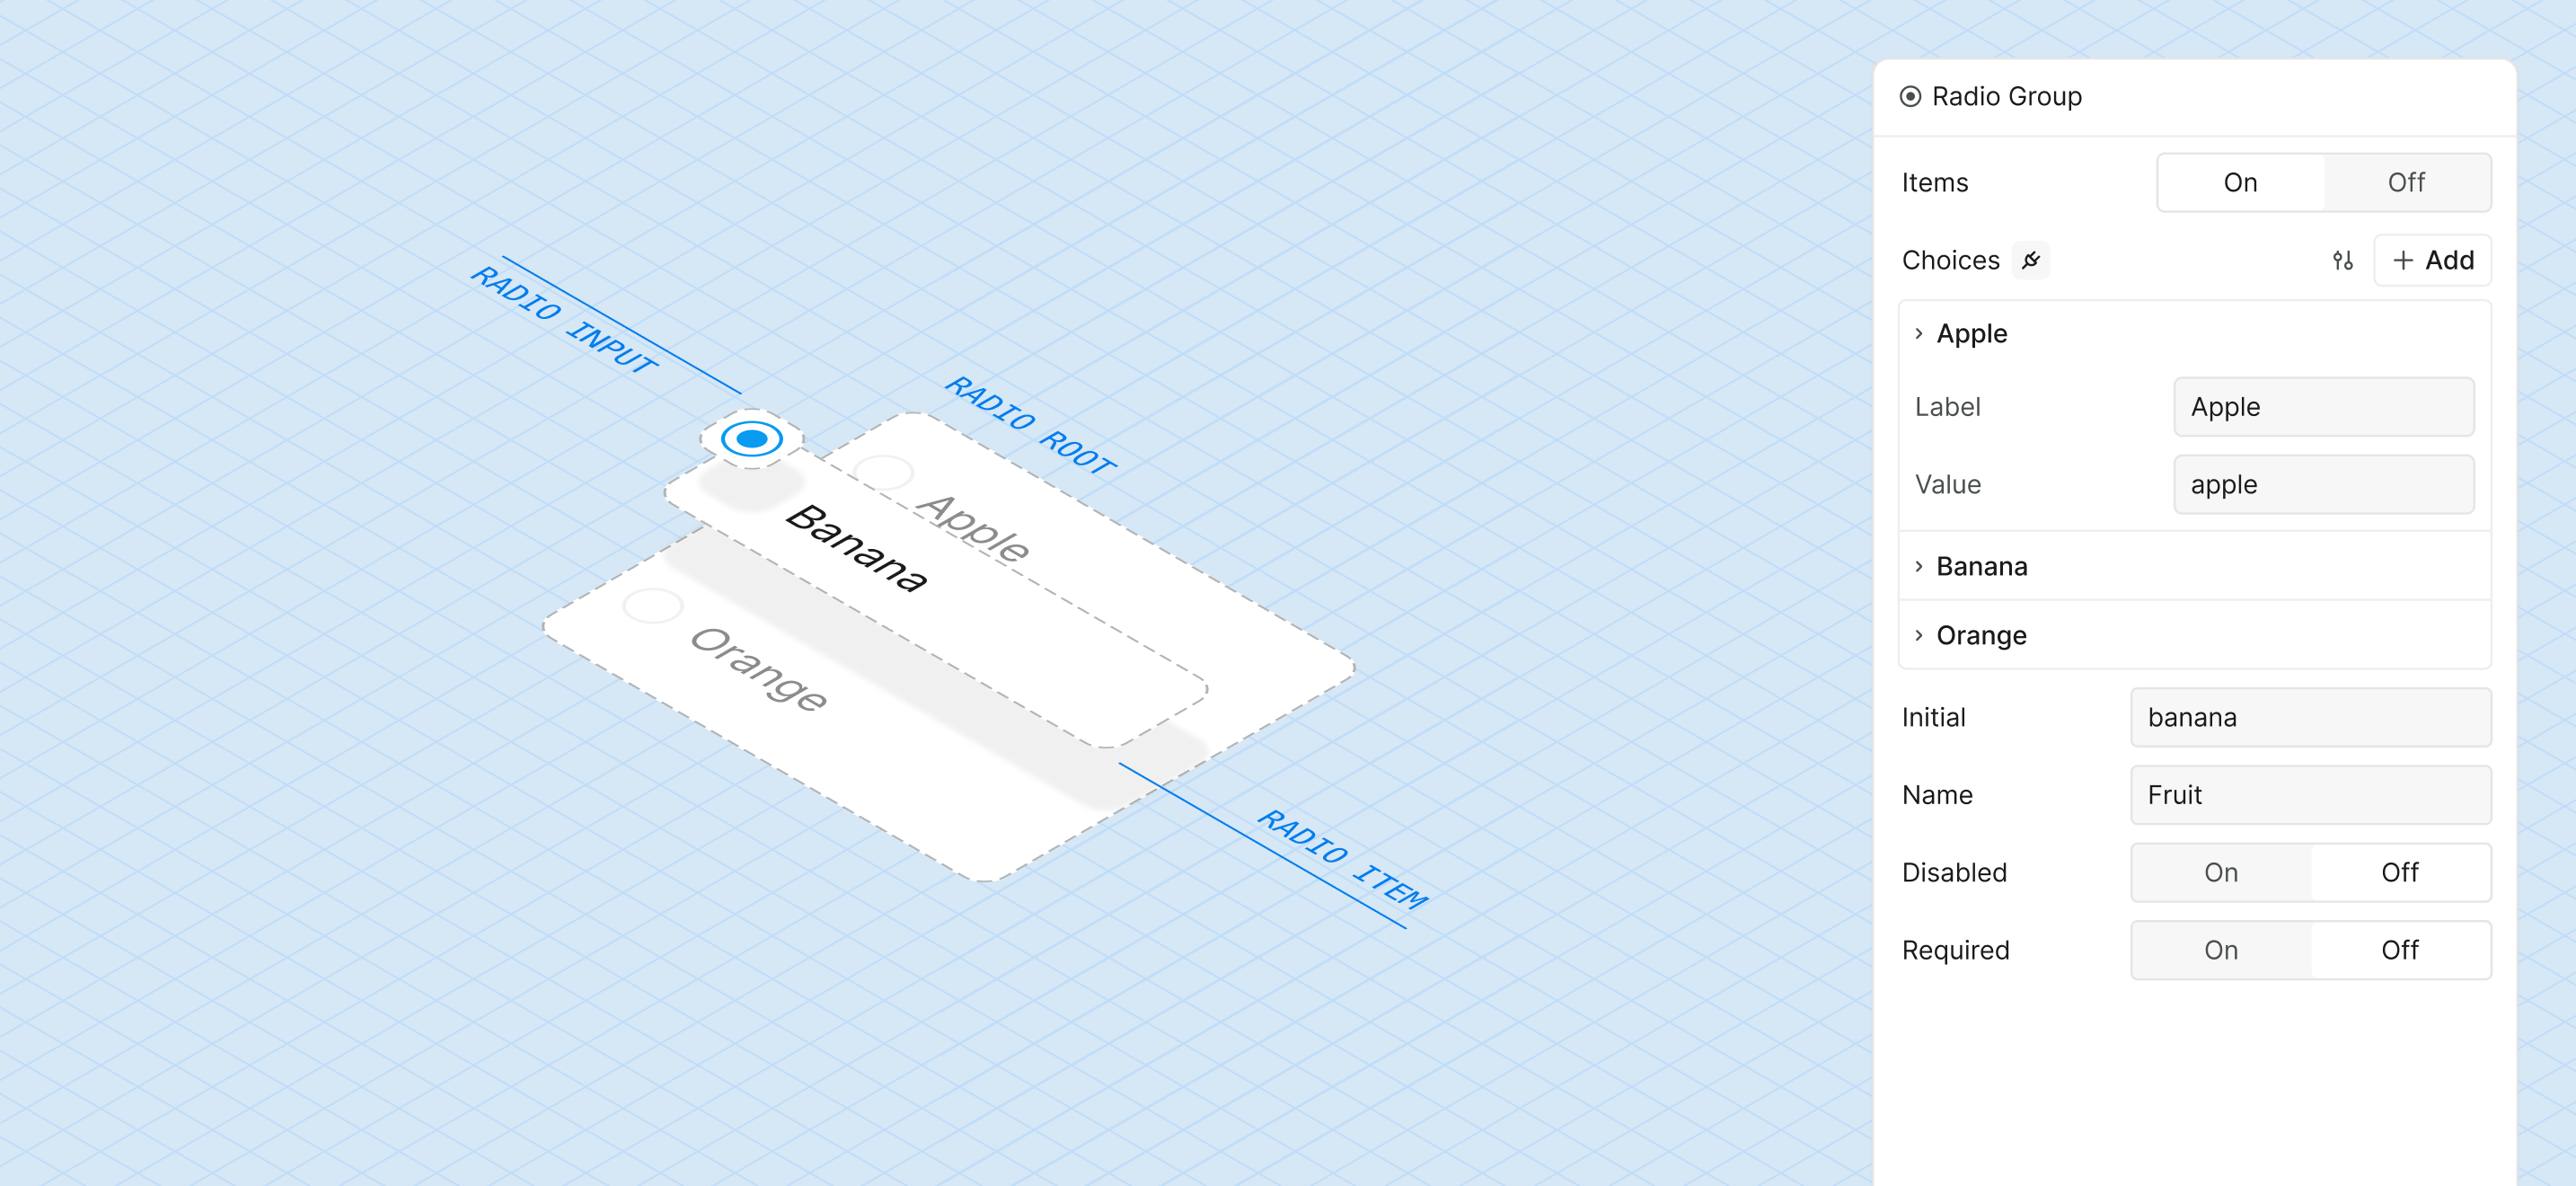 RADIO INPUT
RADIO ROOT
Apple
Banana
Orange
RADIO ITEM
Radio Group
Items
On
Off
Choices
Add
Apple
Label
Apple
Value
apple
Banana
Orange
Initial
banana
Name
Fruit
Disabled
On
Off
Required
On
Off